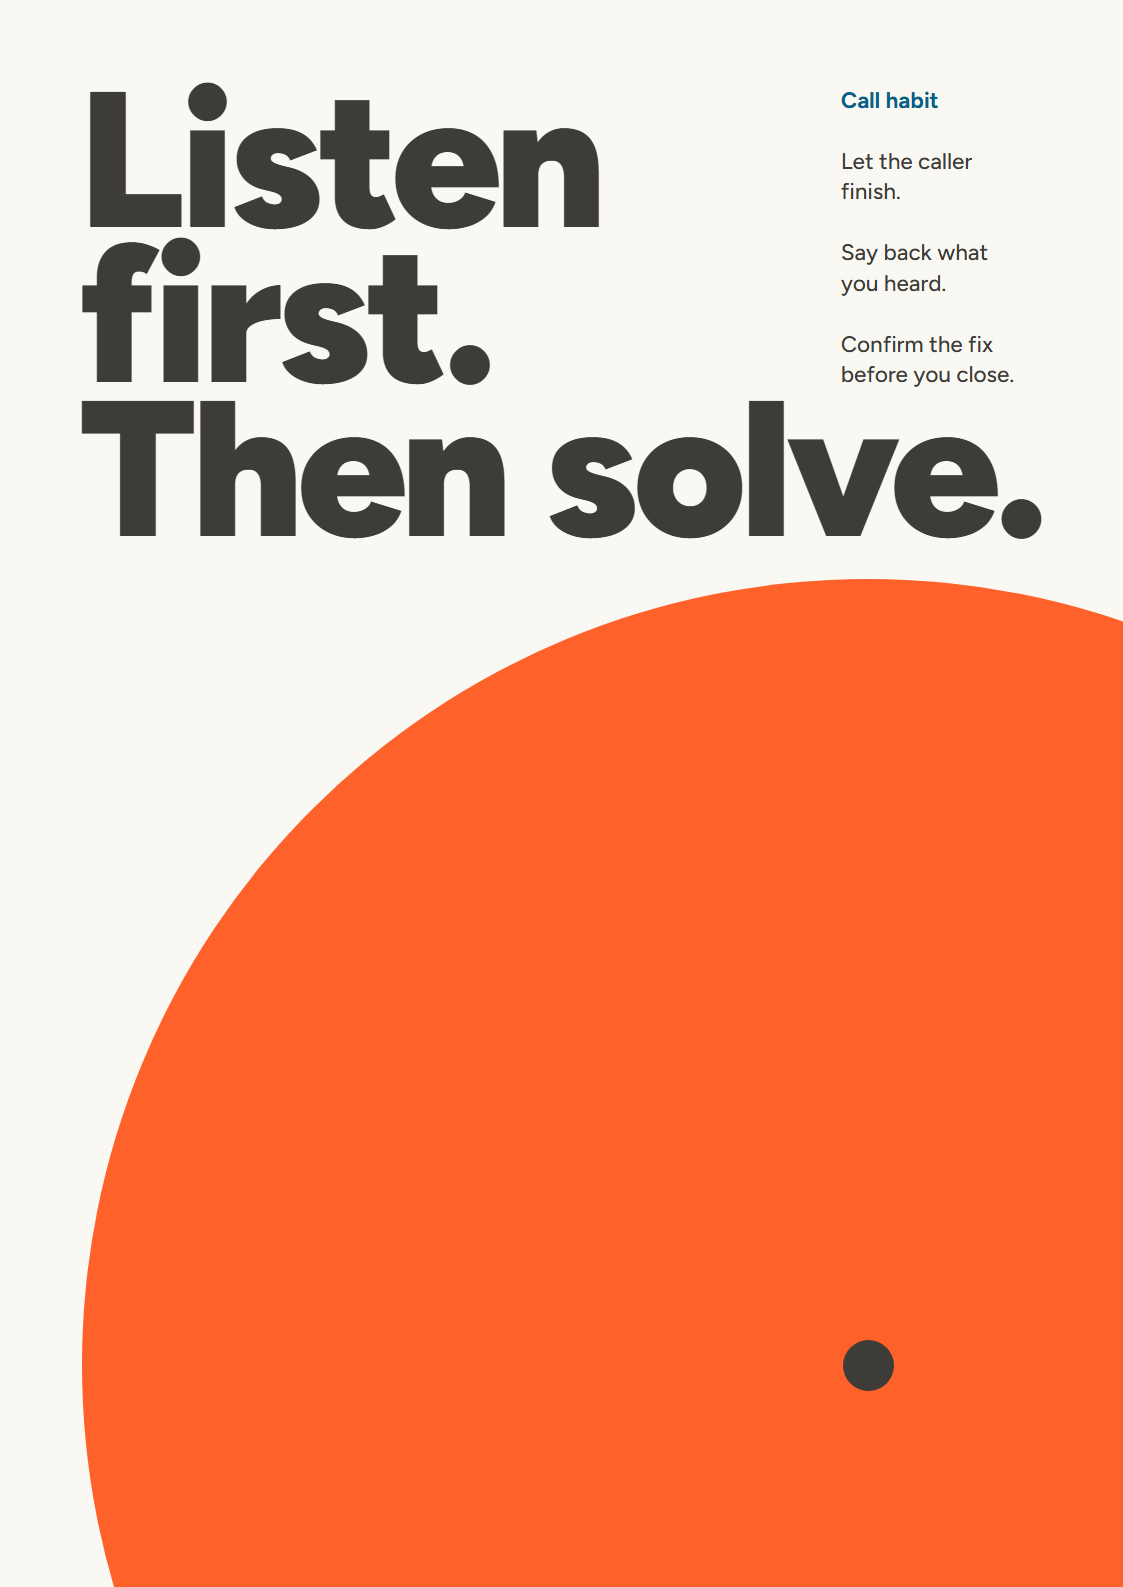 Listen
first.
Then solve.
Call habit
Let the caller
finish.
Say back what
you heard.
Confirm the fix
before you close.